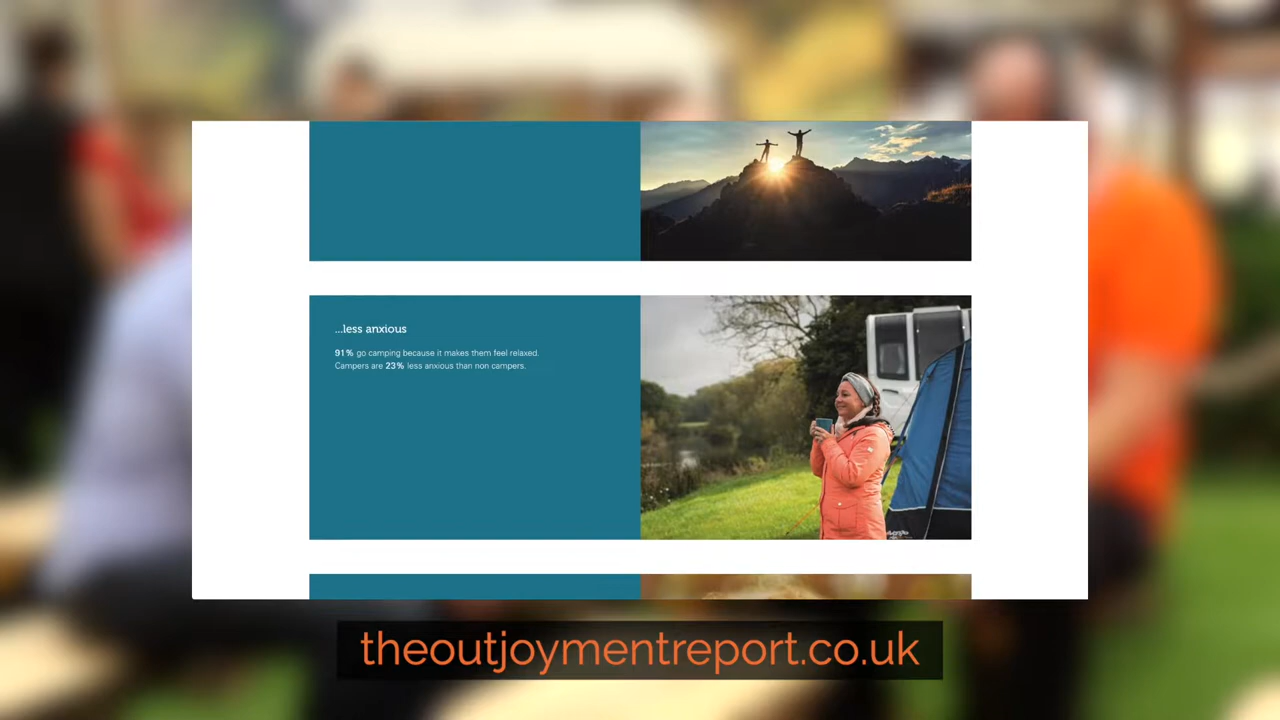 ...less anxious
91% go camping because it makes them feel relaxed.
Campers are 23% less anxious than non campers.
theoutjoymentreport.co.uk